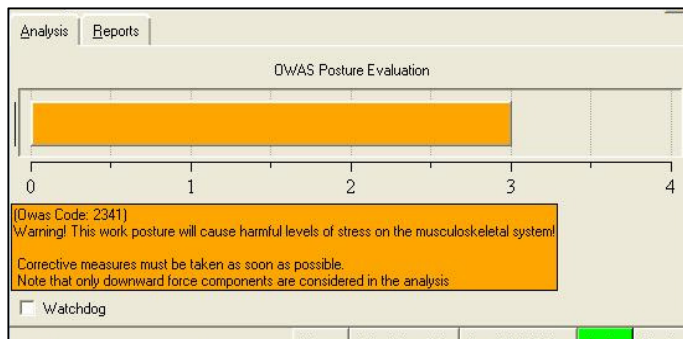 Analysis Reports
OWAS Posture Evaluation
0 1 2 3 4
(Owas Code: 2341)
Warning! This work posture will cause harmful levels of stress on the musculoskeletal system!
Corrective measures must be taken as soon as possible.
Note that only downward force components are considered in the analysis
Watchdog